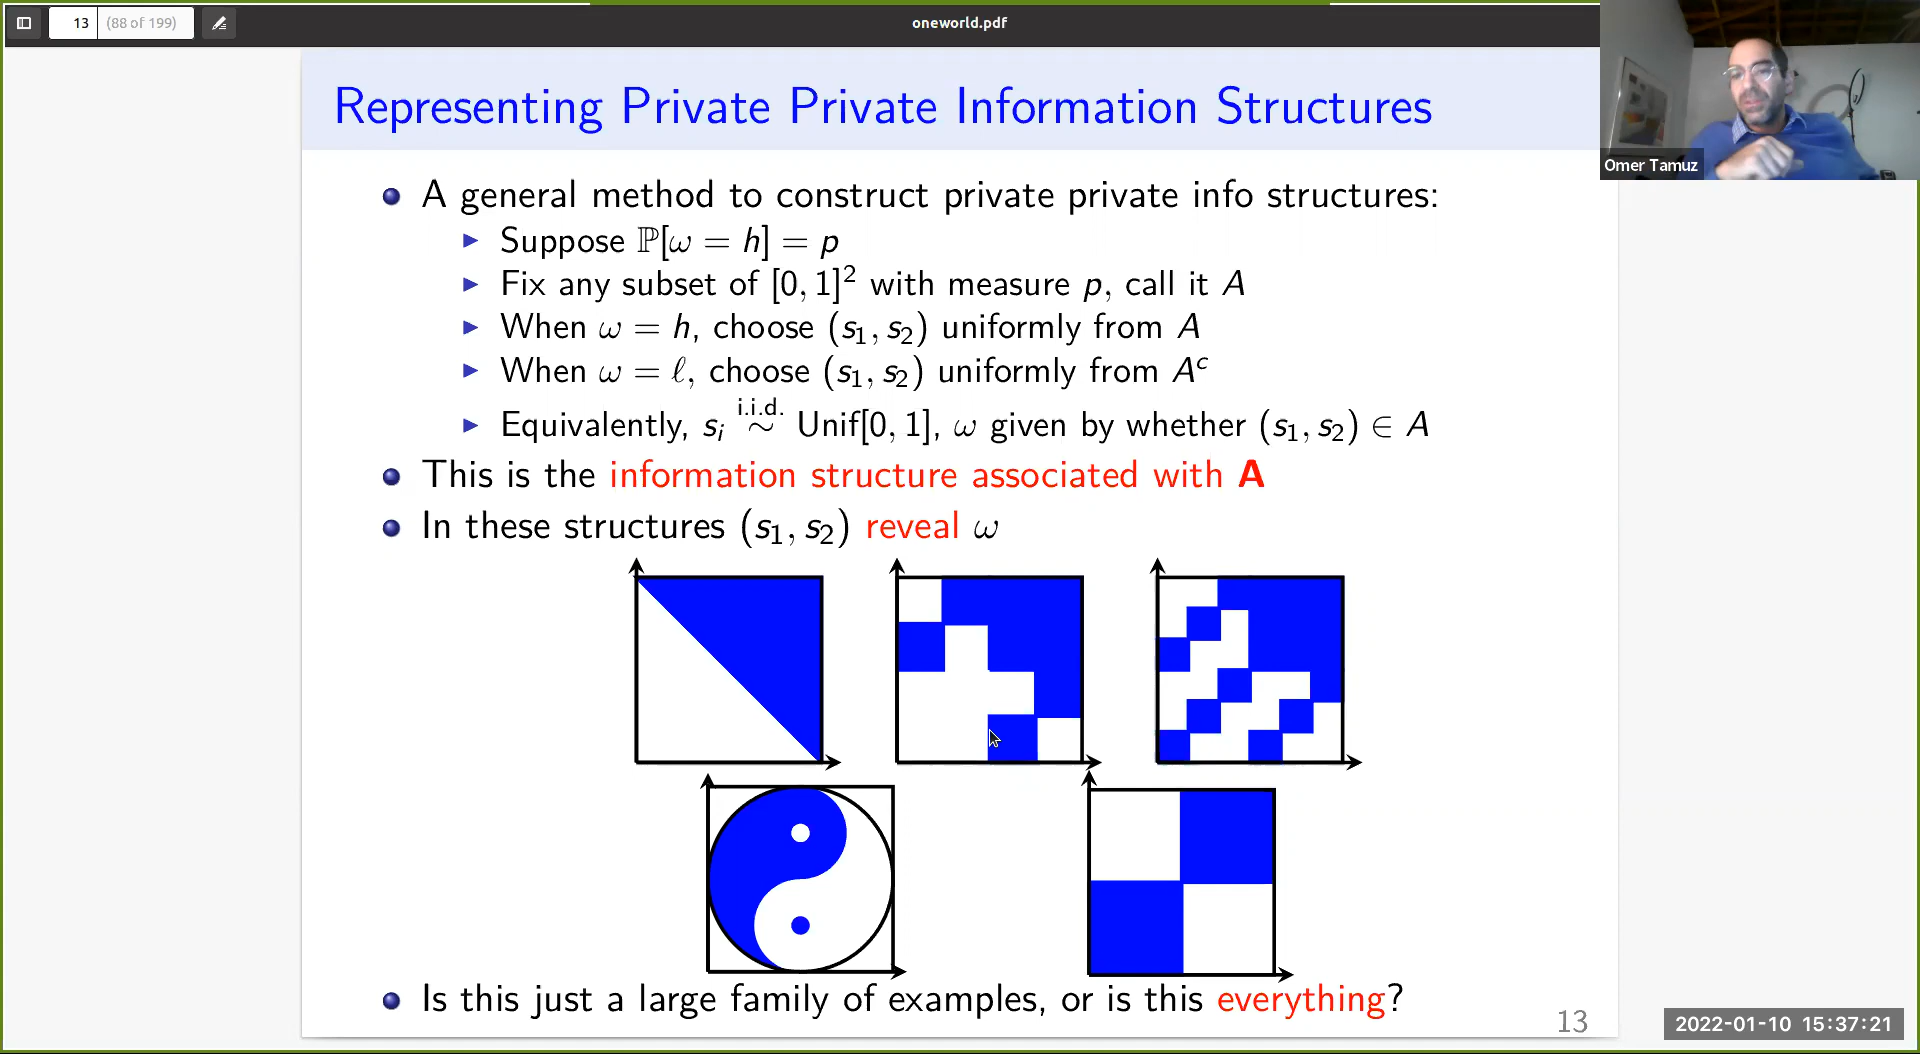 13 (88 of 199)
oneworld.pdf
Omer Tamuz
Representing Private Private Information Structures
A general method to construct private private info structures:
Suppose ℙ[ω = h] = p
Fix any subset of [0, 1]² with measure p, call it A
When ω = h, choose (s₁, s₂) uniformly from A
When ω = ℓ, choose (s₁, s₂) uniformly from Aᶜ
Equivalently, sᵢ i.i.d. ∼ Unif[0, 1], ω given by whether (s₁, s₂) ∈ A
This is the information structure associated with A
In these structures (s₁, s₂) reveal ω
Is this just a large family of examples, or is this everything?
13
2022-01-10 15:37:21